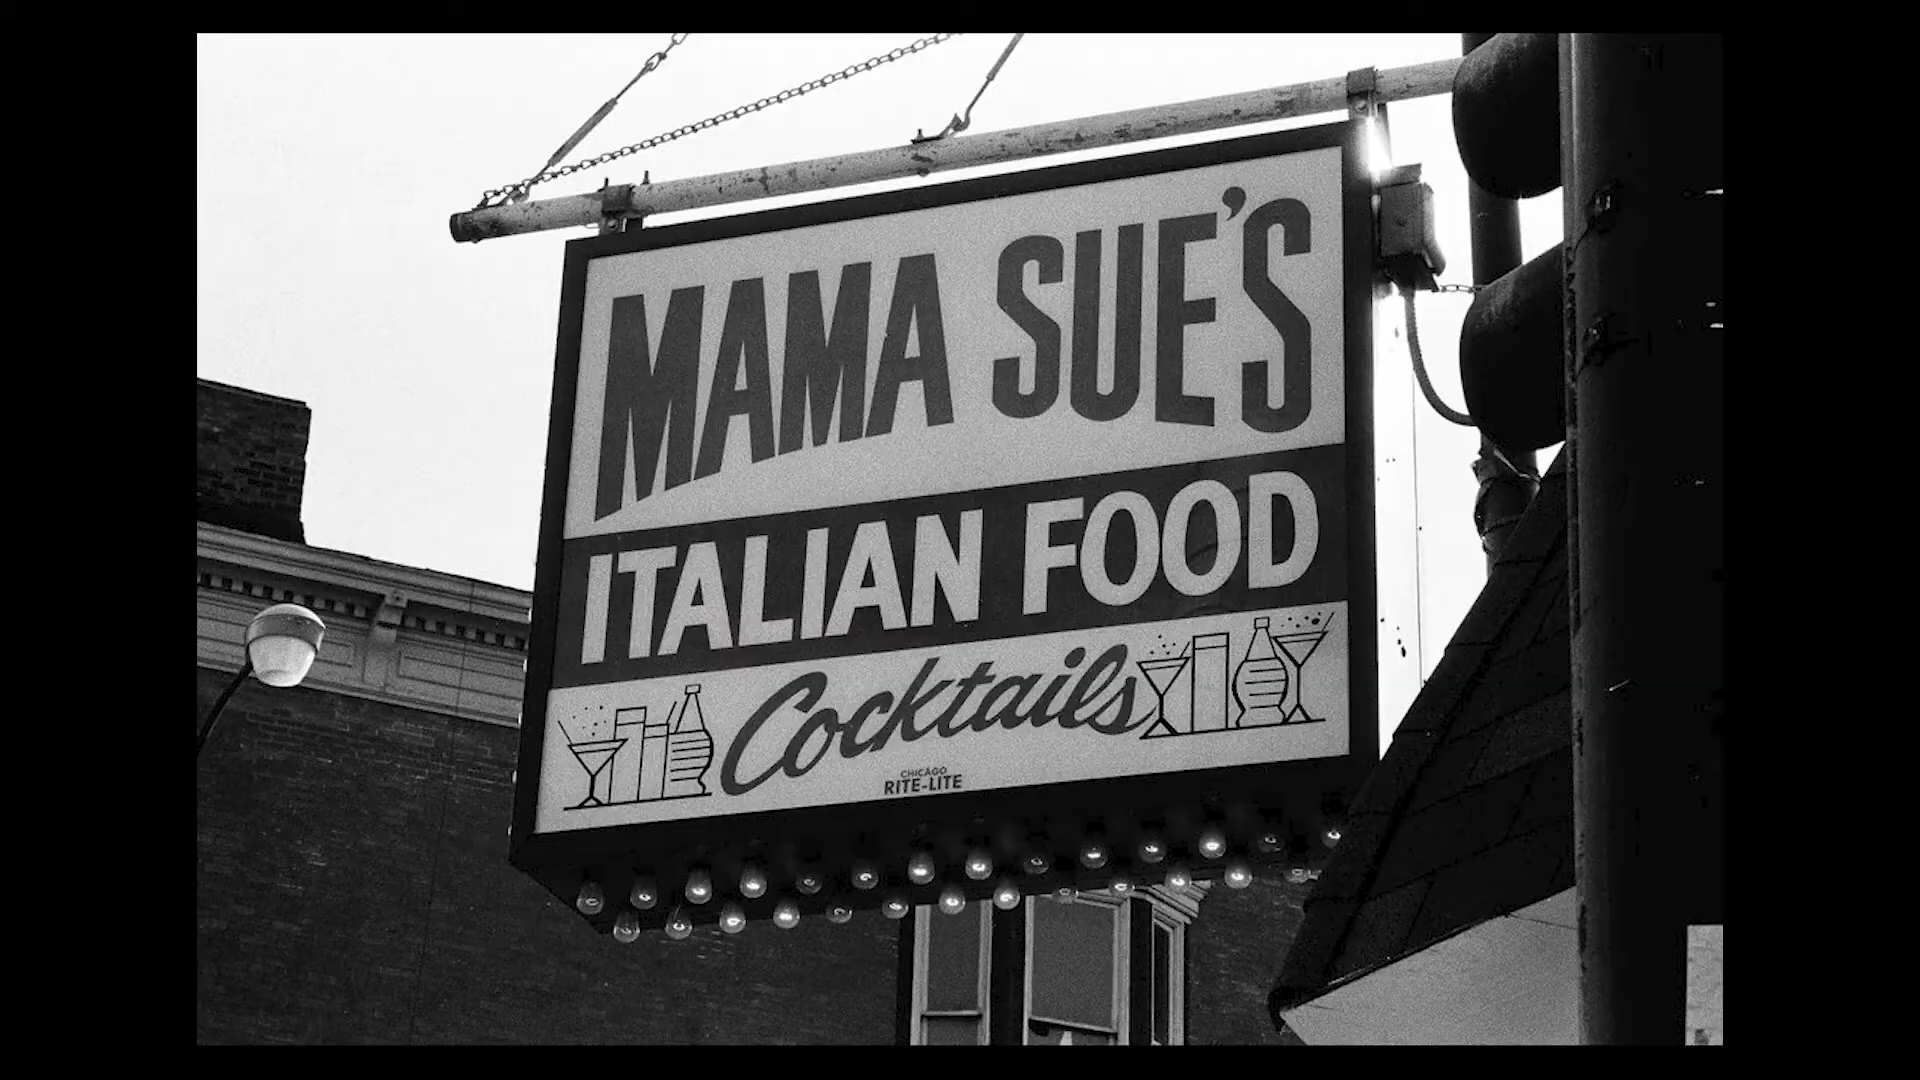 MAMA SUE'S
ITALIAN FOOD
Cocktails
CHICAGO
RITE-LITE